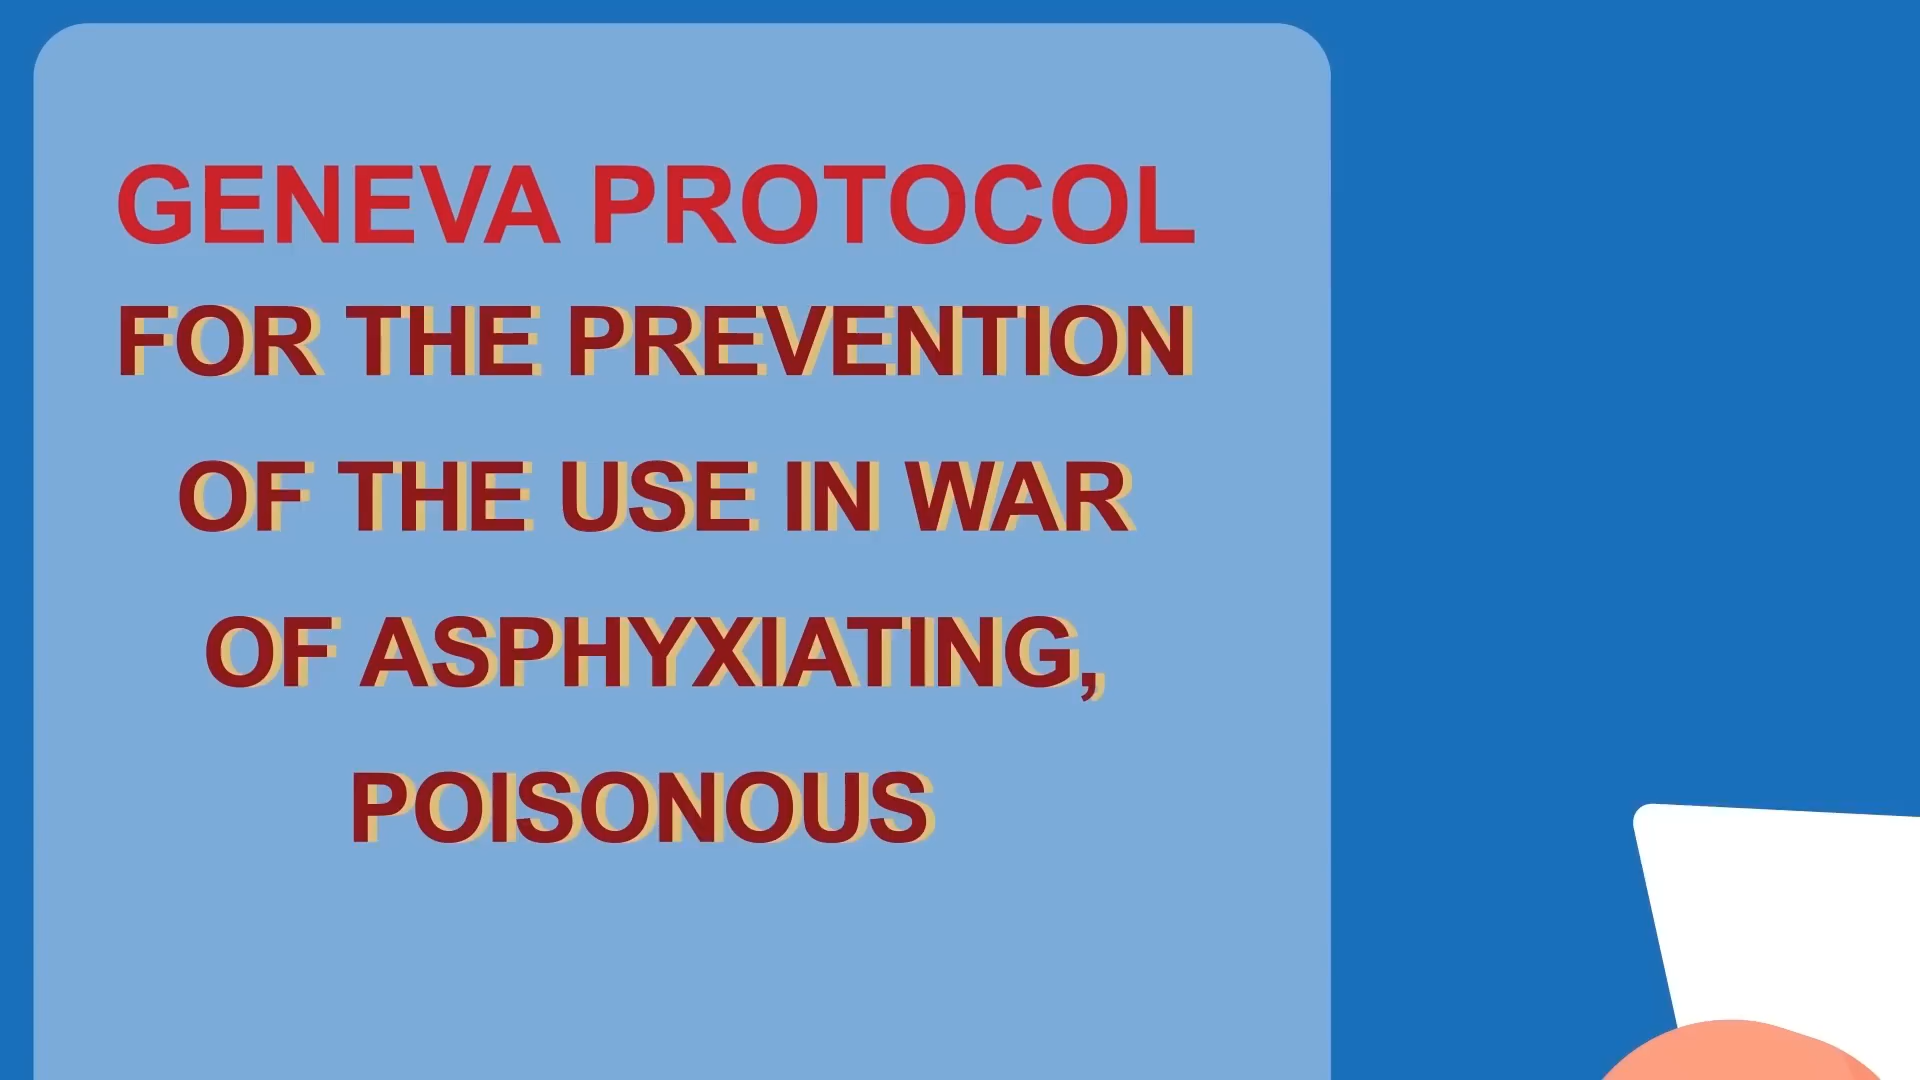 GENEVA PROTOCOL
FOR THE PREVENTION
OF THE USE IN WAR
OF ASPHYXIATING,
POISONOUS